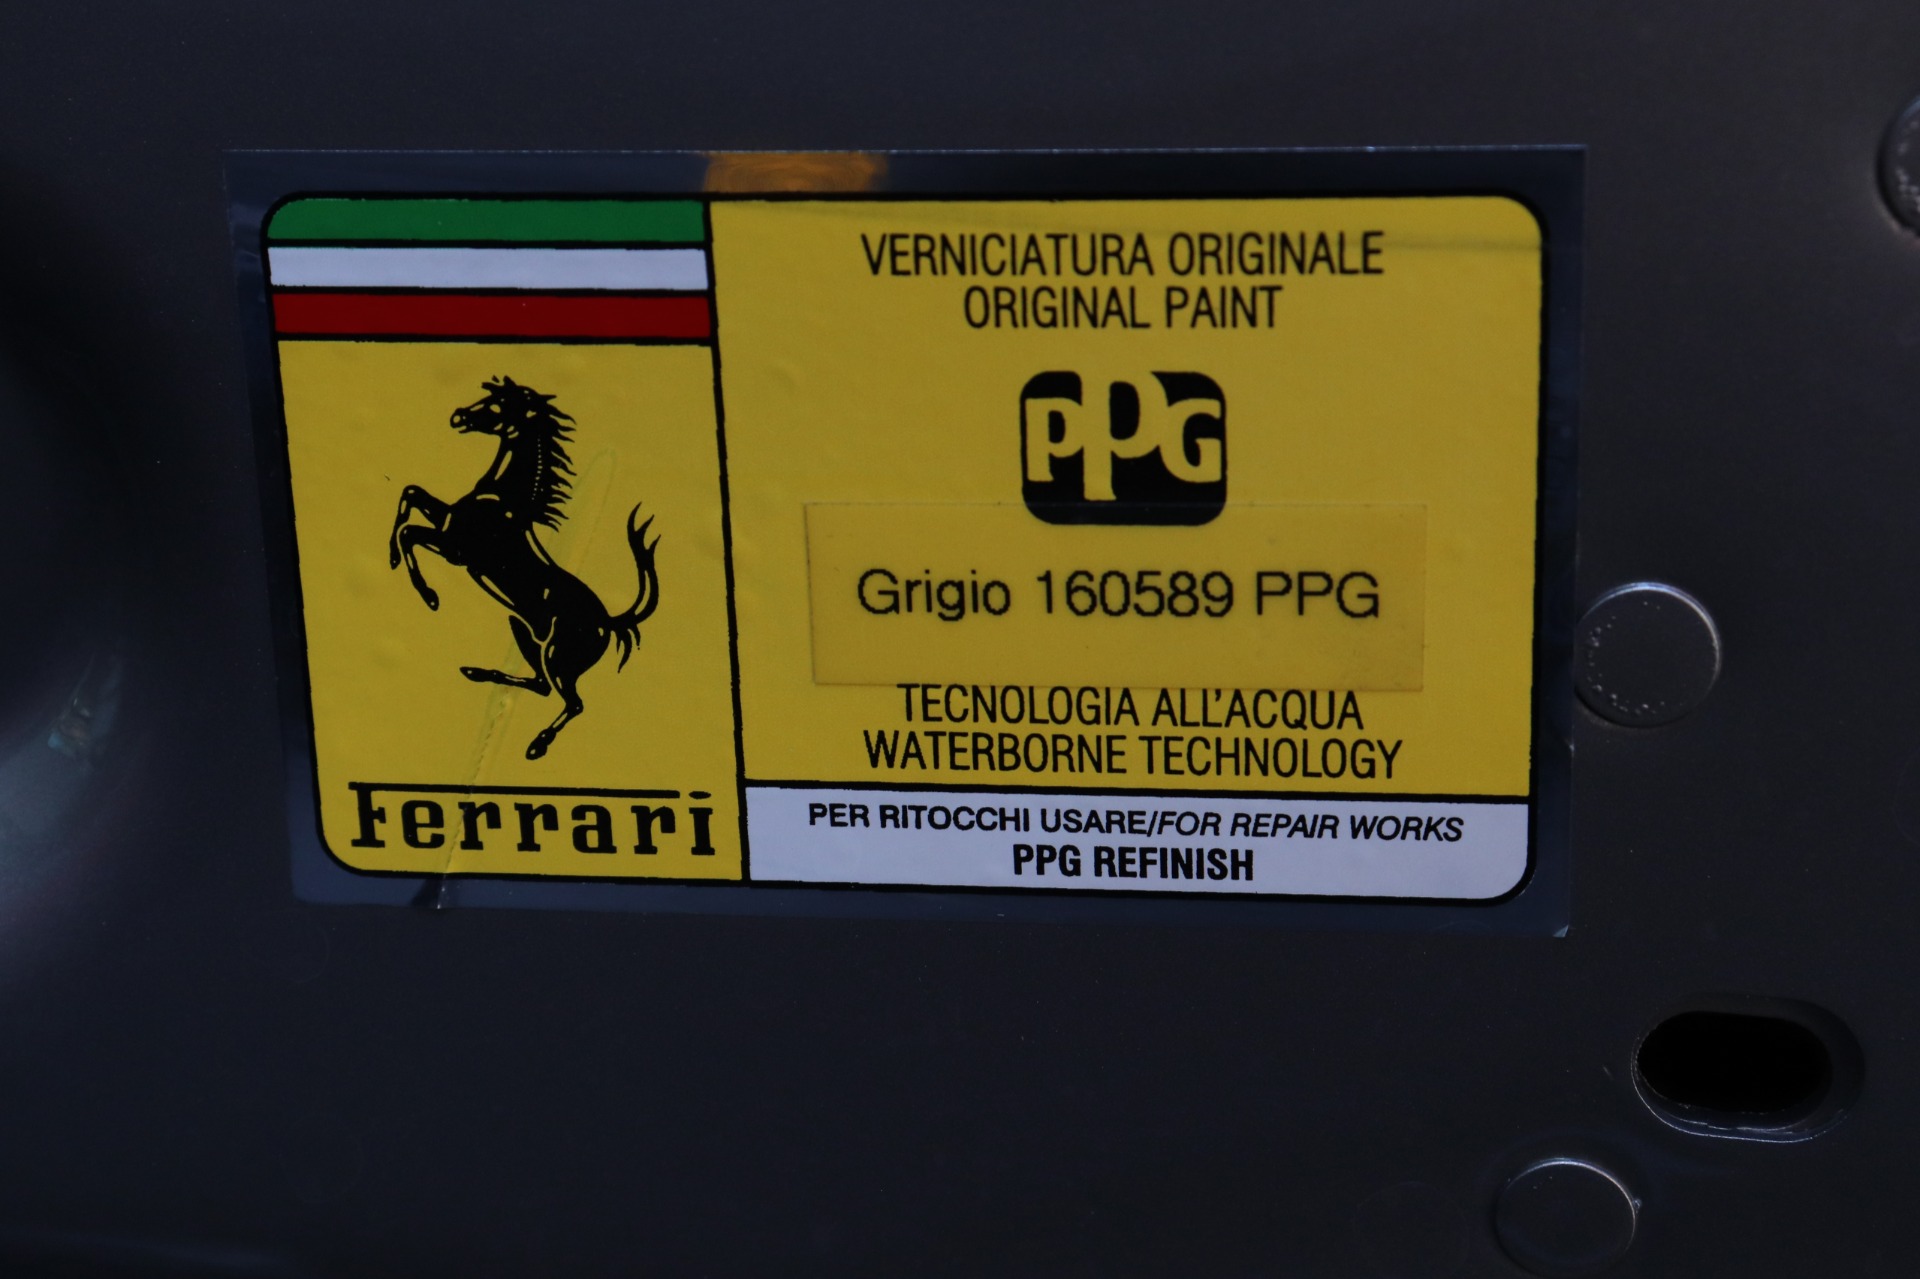 VERNICIATURA ORIGINALE
ORIGINAL PAINT
PPG
Grigio 160589 PPG
TECNOLOGIA ALL'ACQUA
WATERBORNE TECHNOLOGY
Ferrari
PER RITOCCHI USARE/FOR REPAIR WORKS
PPG REFINISH